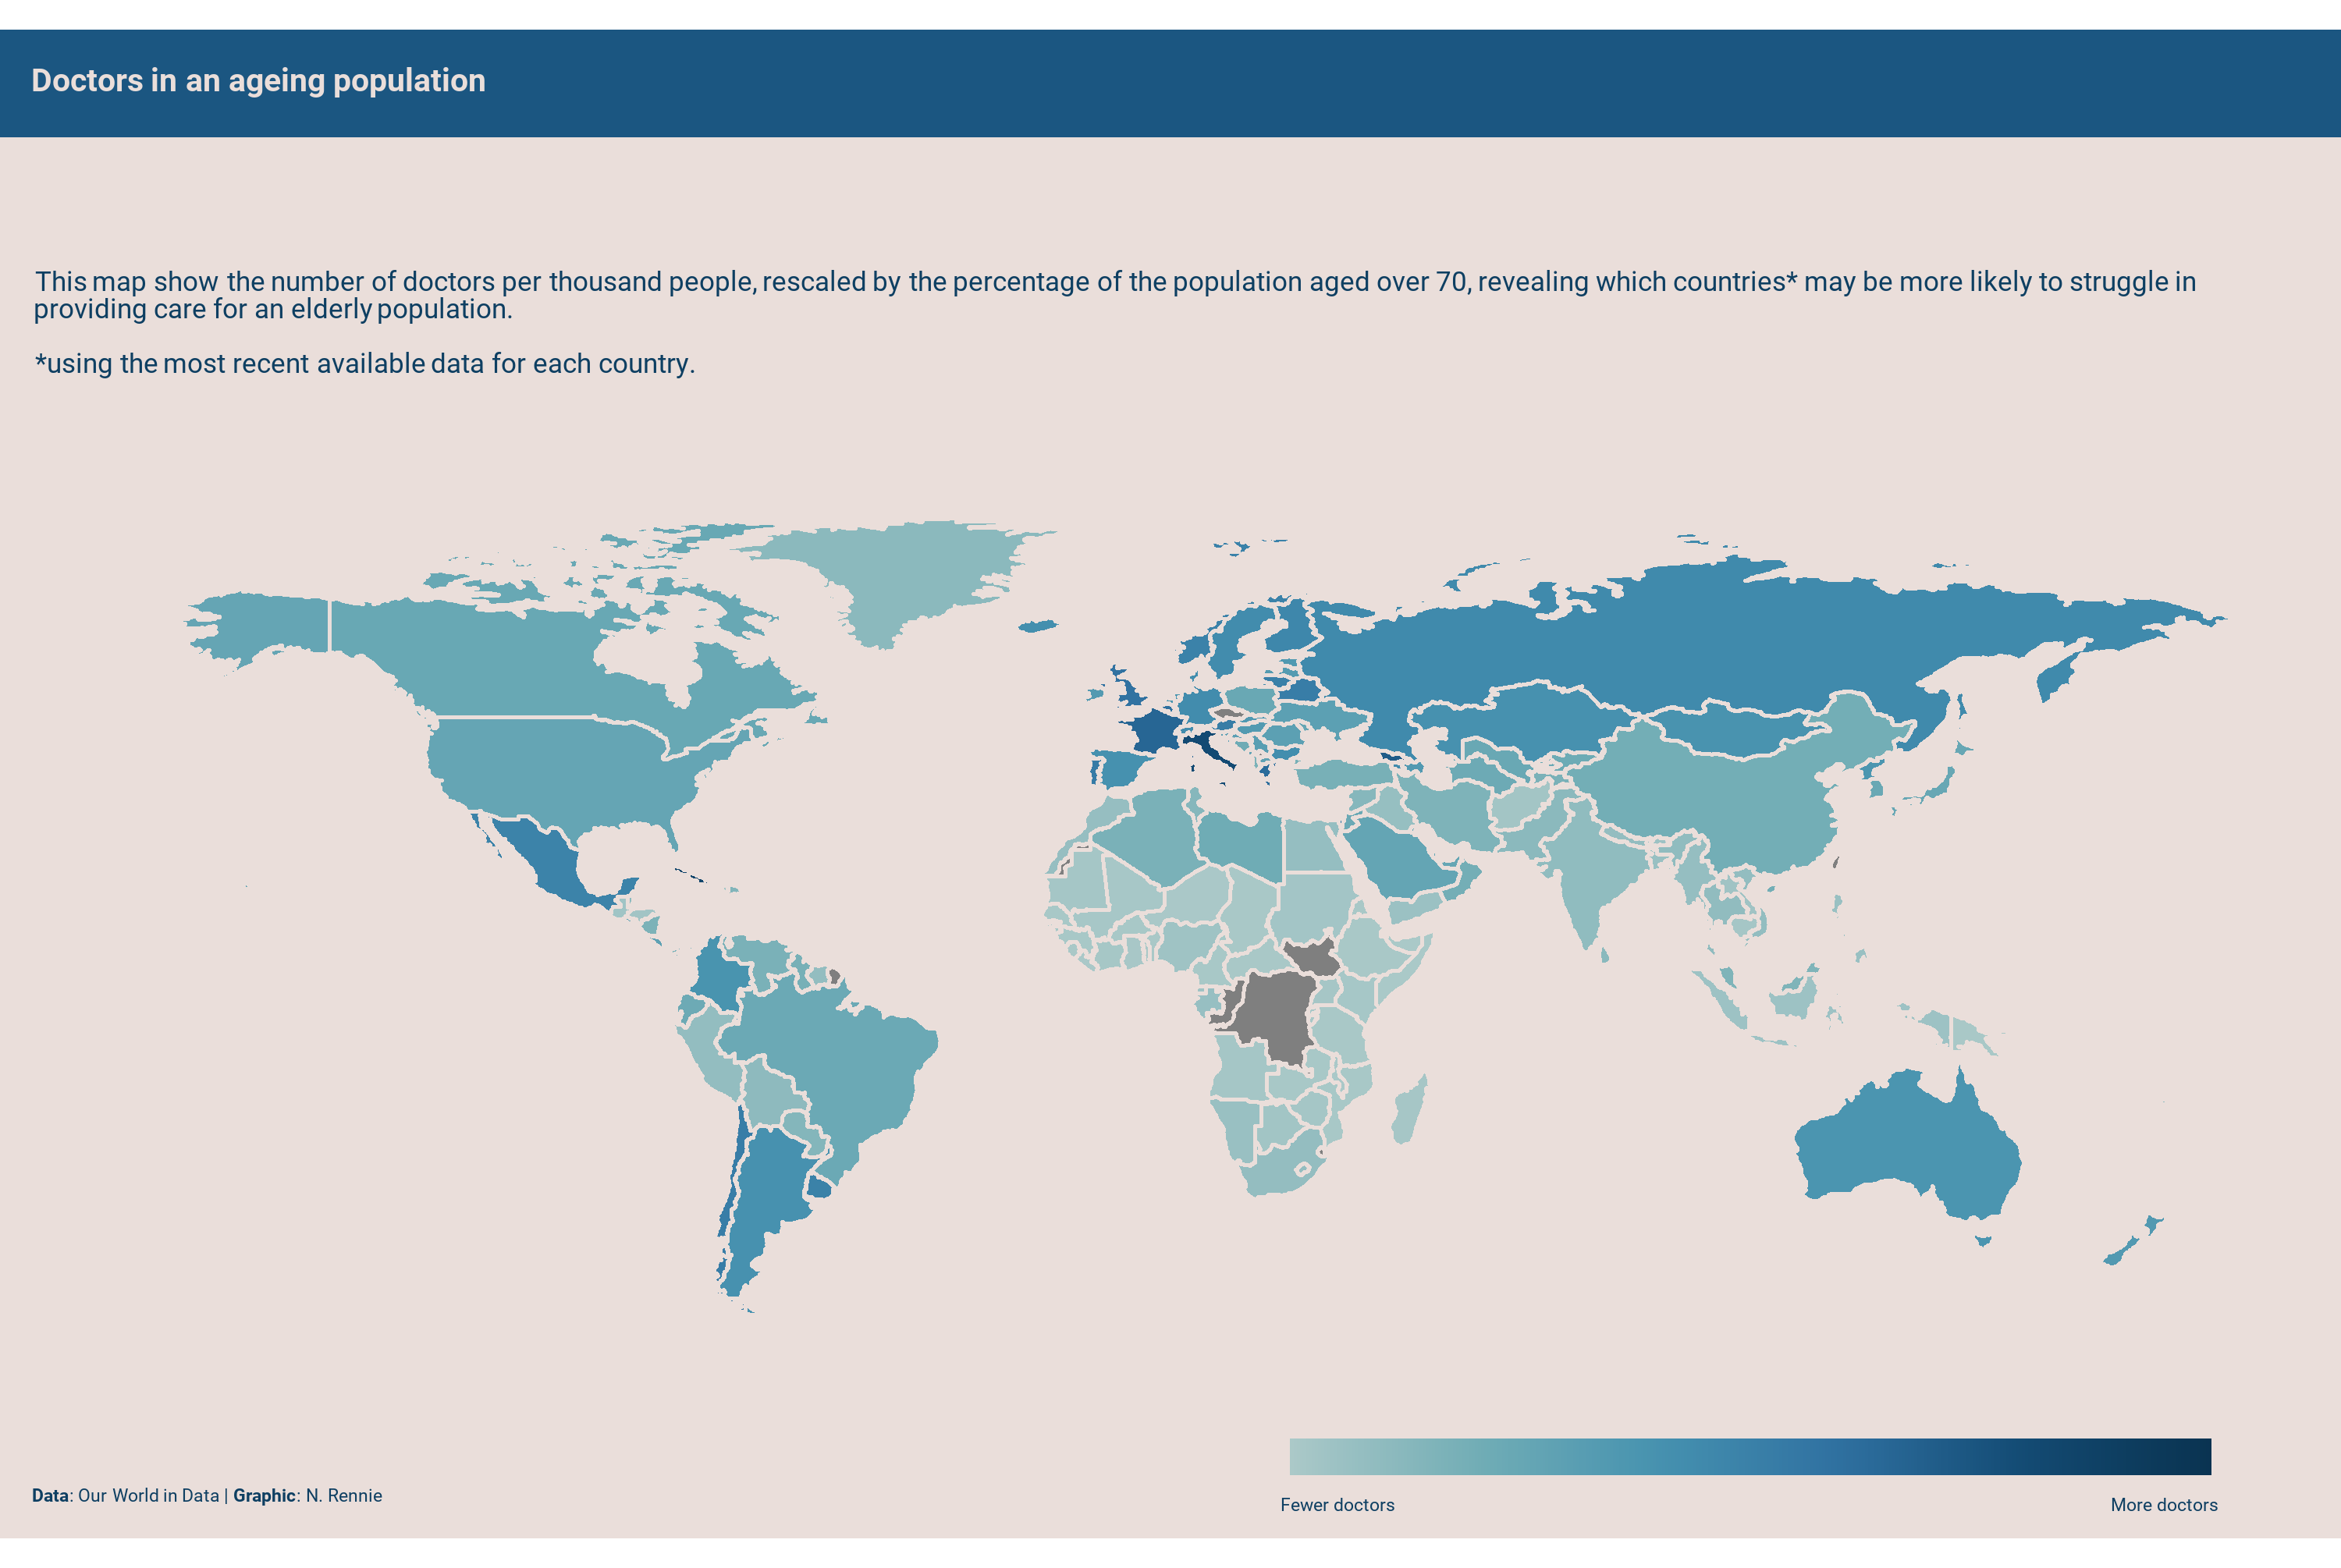 Doctors in an ageing population
This map show the number of doctors per thousand people, rescaled by the percentage of the population aged over 70, revealing which countries* may be more likely to struggle in
providing care for an elderly population.
*using the most recent available data for each country.
Data: Our World in Data | Graphic: N. Rennie
Fewer doctors
More doctors